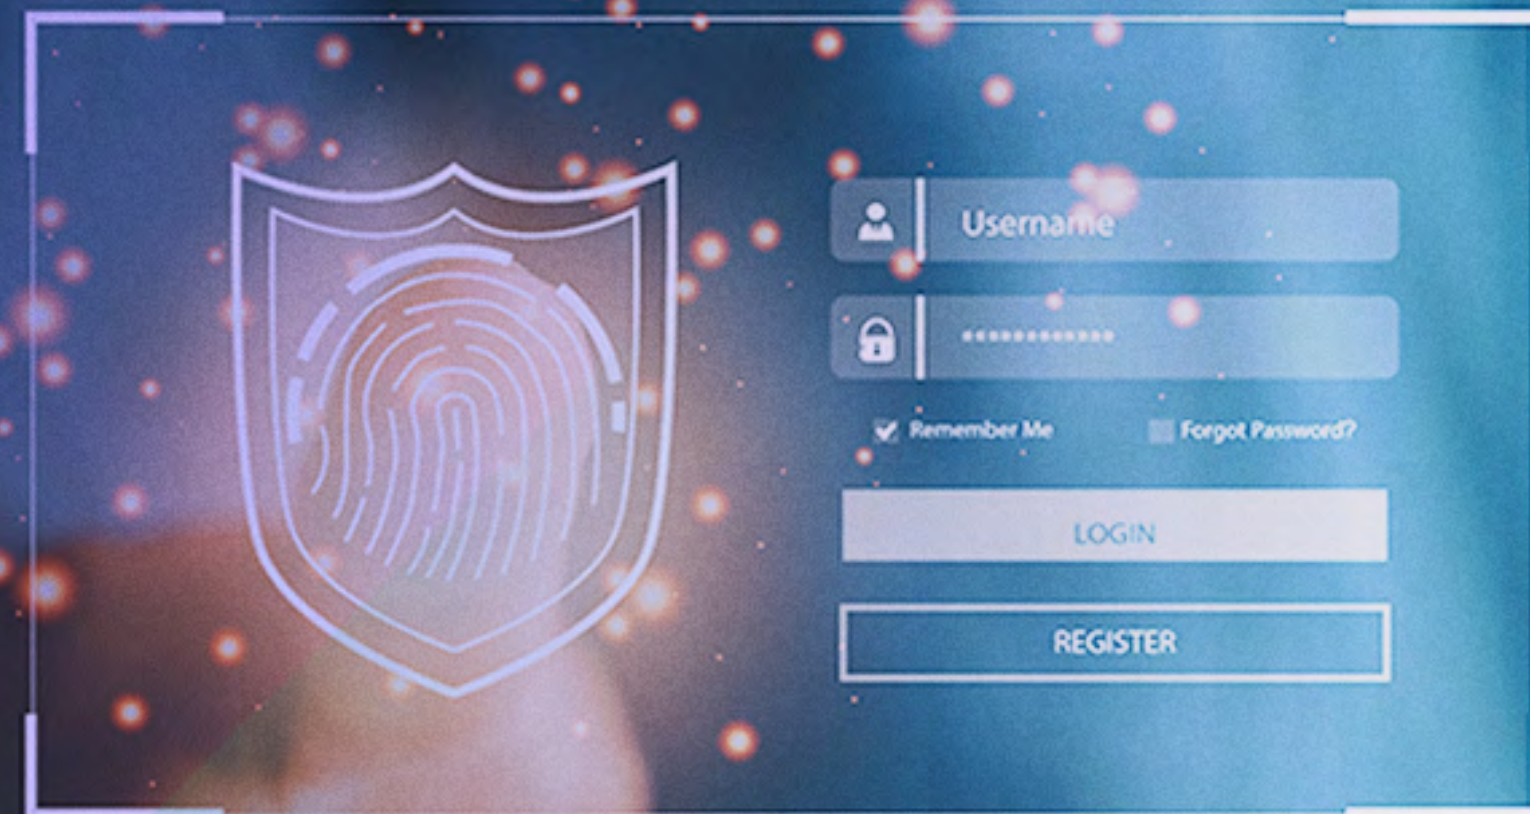 Username
••••••••••••
Remember Me
Forgot Password?
LOGIN
REGISTER